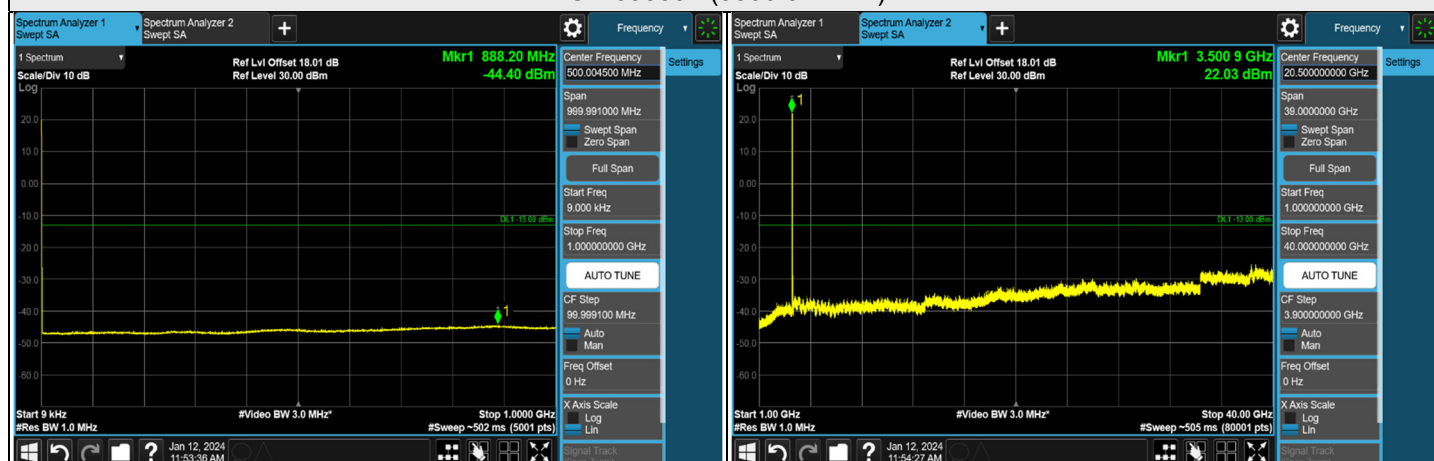 Spectrum Analyzer 1
Swept SA
Spectrum Analyzer 2
Swept SA
+
Frequency
1 Spectrum
Scale/Div 10 dB
Log
Ref Lvl Offset 18.01 dB
Ref Level 30.00 dBm
Mkr1 888.20 MHz
-44.40 dBm
20.0
10.0
0.00
-10.0
-20.0
-30.0
-40.0
-50.0
-60.0
DL1 -13.00 dBm
1
Start 9 kHz
#Res BW 1.0 MHz
#Video BW 3.0 MHz*
Stop 1.0000 GHz
#Sweep ~502 ms (5001 pts)
Center Frequency
500.004500 MHz
Settings
Span
999.991000 MHz
Swept Span
Zero Span
Full Span
Start Freq
9.000 kHz
Stop Freq
1.000000000 GHz
AUTO TUNE
CF Step
99.999100 MHz
Auto
Man
Freq Offset
0 Hz
X Axis Scale
Log
Lin
Signal Track
?
Jan 12, 2024
11:53:36 AM
Spectrum Analyzer 1
Swept SA
Spectrum Analyzer 2
Swept SA
+
Frequency
1 Spectrum
Scale/Div 10 dB
Log
Ref Lvl Offset 18.01 dB
Ref Level 30.00 dBm
Mkr1 3.500 9 GHz
22.03 dBm
20.0
10.0
0.00
-10.0
-20.0
-30.0
-40.0
-50.0
-60.0
DL1 -13.00 dBm
1
Start 1.00 GHz
#Res BW 1.0 MHz
#Video BW 3.0 MHz*
Stop 40.00 GHz
#Sweep ~505 ms (80001 pts)
Center Frequency
20.500000000 GHz
Settings
Span
39.0000000 GHz
Swept Span
Zero Span
Full Span
Start Freq
1.000000000 GHz
Stop Freq
40.000000000 GHz
AUTO TUNE
CF Step
3.900000000 GHz
Auto
Man
Freq Offset
0 Hz
X Axis Scale
Log
Lin
Signal Track
?
Jan 12, 2024
11:54:27 AM